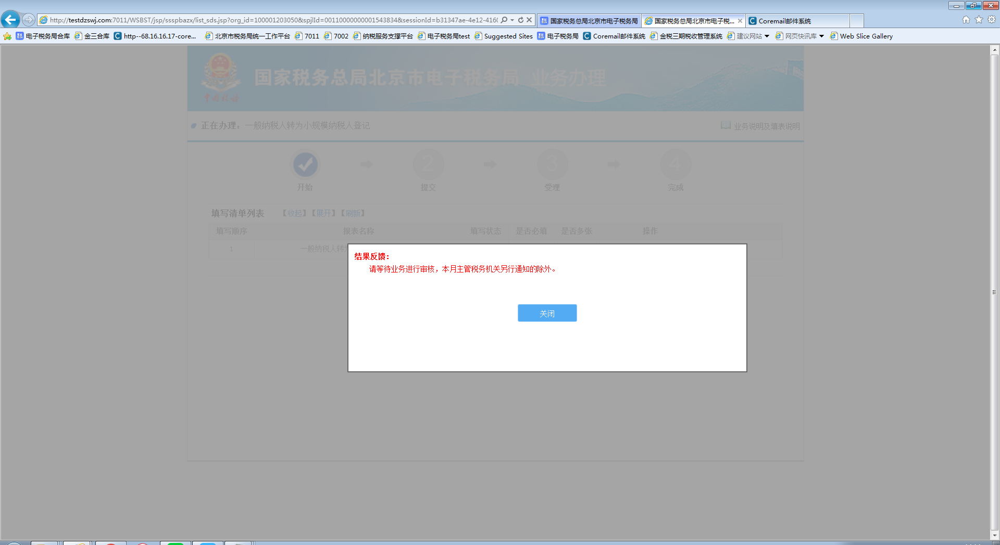 http://testdzswj.com:7011/WSBST/jsp/ssspbazx/list_sds.jsp?org_id=100001203050&spjlId=0011000000001543834&sessionId=b31347ae-4e12-416
国家税务总局北京市电子税务局
国家税务总局北京市电子税...
Coremail邮件系统
电子税务局合库
金三合库
http--68.16.16.17-core...
北京市税务局统一工作平台
7011
7002
纳税服务支撑平台
电子税务局test
Suggested Sites
电子税务局
Coremail邮件系统
金税三期税收管理系统
建议网站
网页快讯库
Web Slice Gallery
国家税务总局北京市电子税务局 业务办理
中国税务
正在办理：一般纳税人转为小规模纳税人登记
业务说明及填表说明
2
3
4
开始
提交
受理
完成
填写清单列表 【收起】【展开】【刷新】
填写顺序 报表名称 填写状态 是否必填 是否多张 操作
1 一般纳税人转为
结果反馈：
请等待业务进行审核，本月主管税务机关另行通知的除外。
关闭